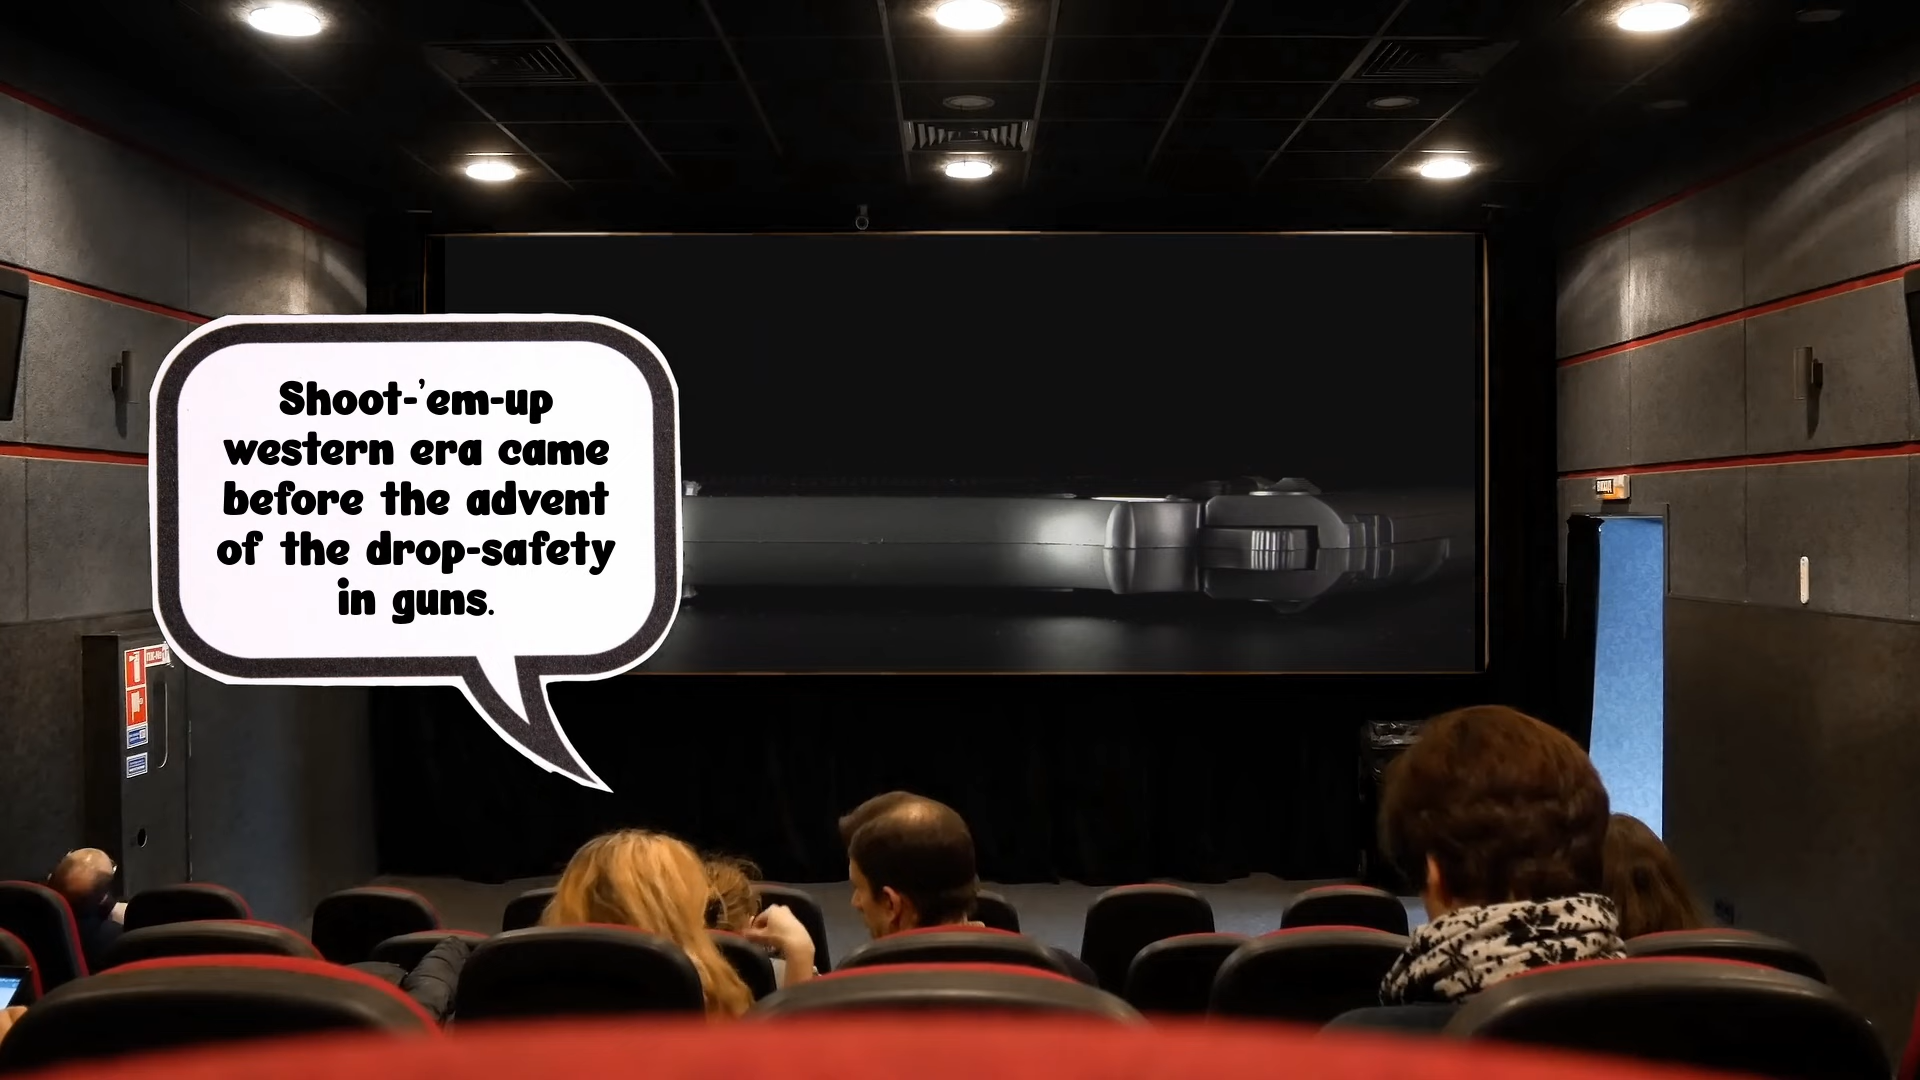 Shoot-'em-up
western era came
before the advent
of the drop-safety
in guns.